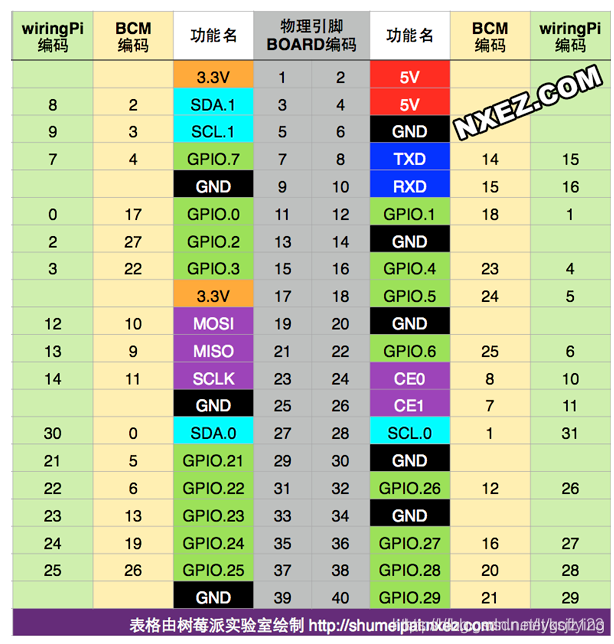 wiringPi 编码 BCM 编码 功能名 物理引脚 BOARD编码 功能名 BCM 编码 wiringPi 编码
3.3V 1 2 5V
8 2 SDA.1 3 4 5V
9 3 SCL.1 5 6 GND
NXEZ.COM
7 4 GPIO.7 7 8 TXD 14 15
GND 9 10 RXD 15 16
0 17 GPIO.0 11 12 GPIO.1 18 1
2 27 GPIO.2 13 14 GND
3 22 GPIO.3 15 16 GPIO.4 23 4
3.3V 17 18 GPIO.5 24 5
12 10 MOSI 19 20 GND
13 9 MISO 21 22 GPIO.6 25 6
14 11 SCLK 23 24 CE0 8 10
GND 25 26 CE1 7 11
30 0 SDA.0 27 28 SCL.0 1 31
21 5 GPIO.21 29 30 GND
22 6 GPIO.22 31 32 GPIO.26 12 26
23 13 GPIO.23 33 34 GND
24 19 GPIO.24 35 36 GPIO.27 16 27
25 26 GPIO.25 37 38 GPIO.28 20 28
GND 39 40 GPIO.29 21 29
表格由树莓派实验室绘制 http://shumeipai.nxez.com